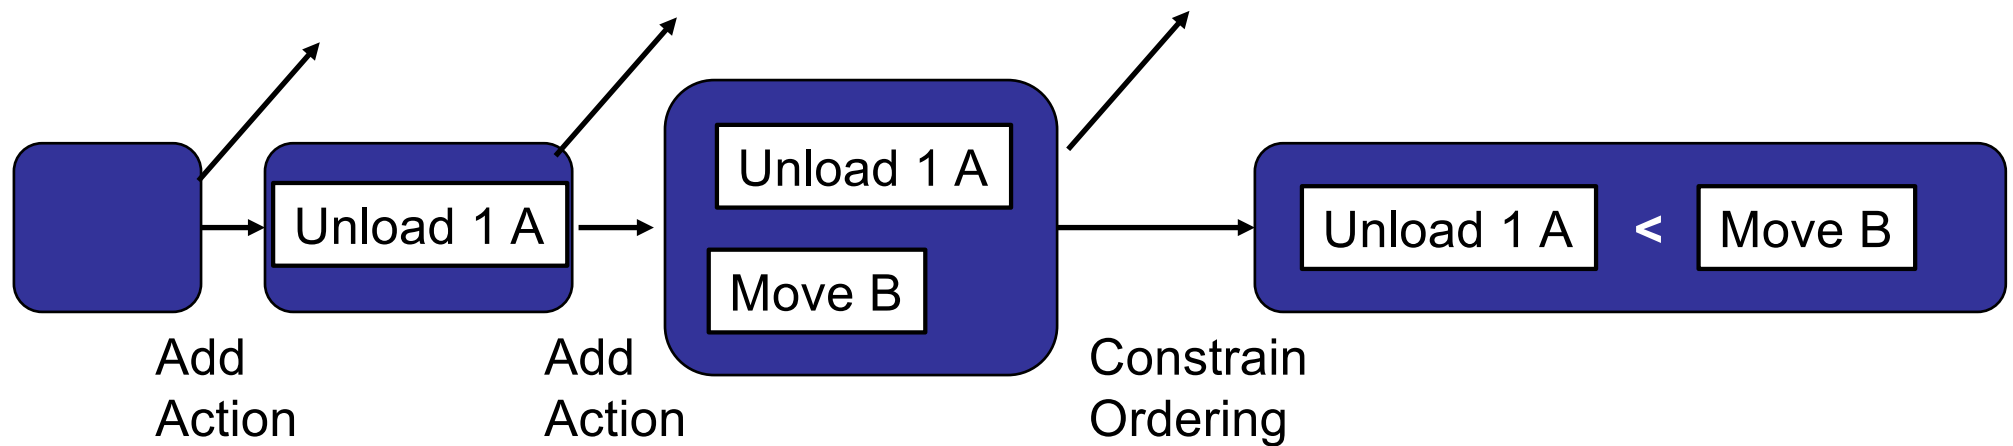 Unload 1 A
Unload 1 A
Move B
Unload 1 A < Move B
Add
Action
Add
Action
Constrain
Ordering